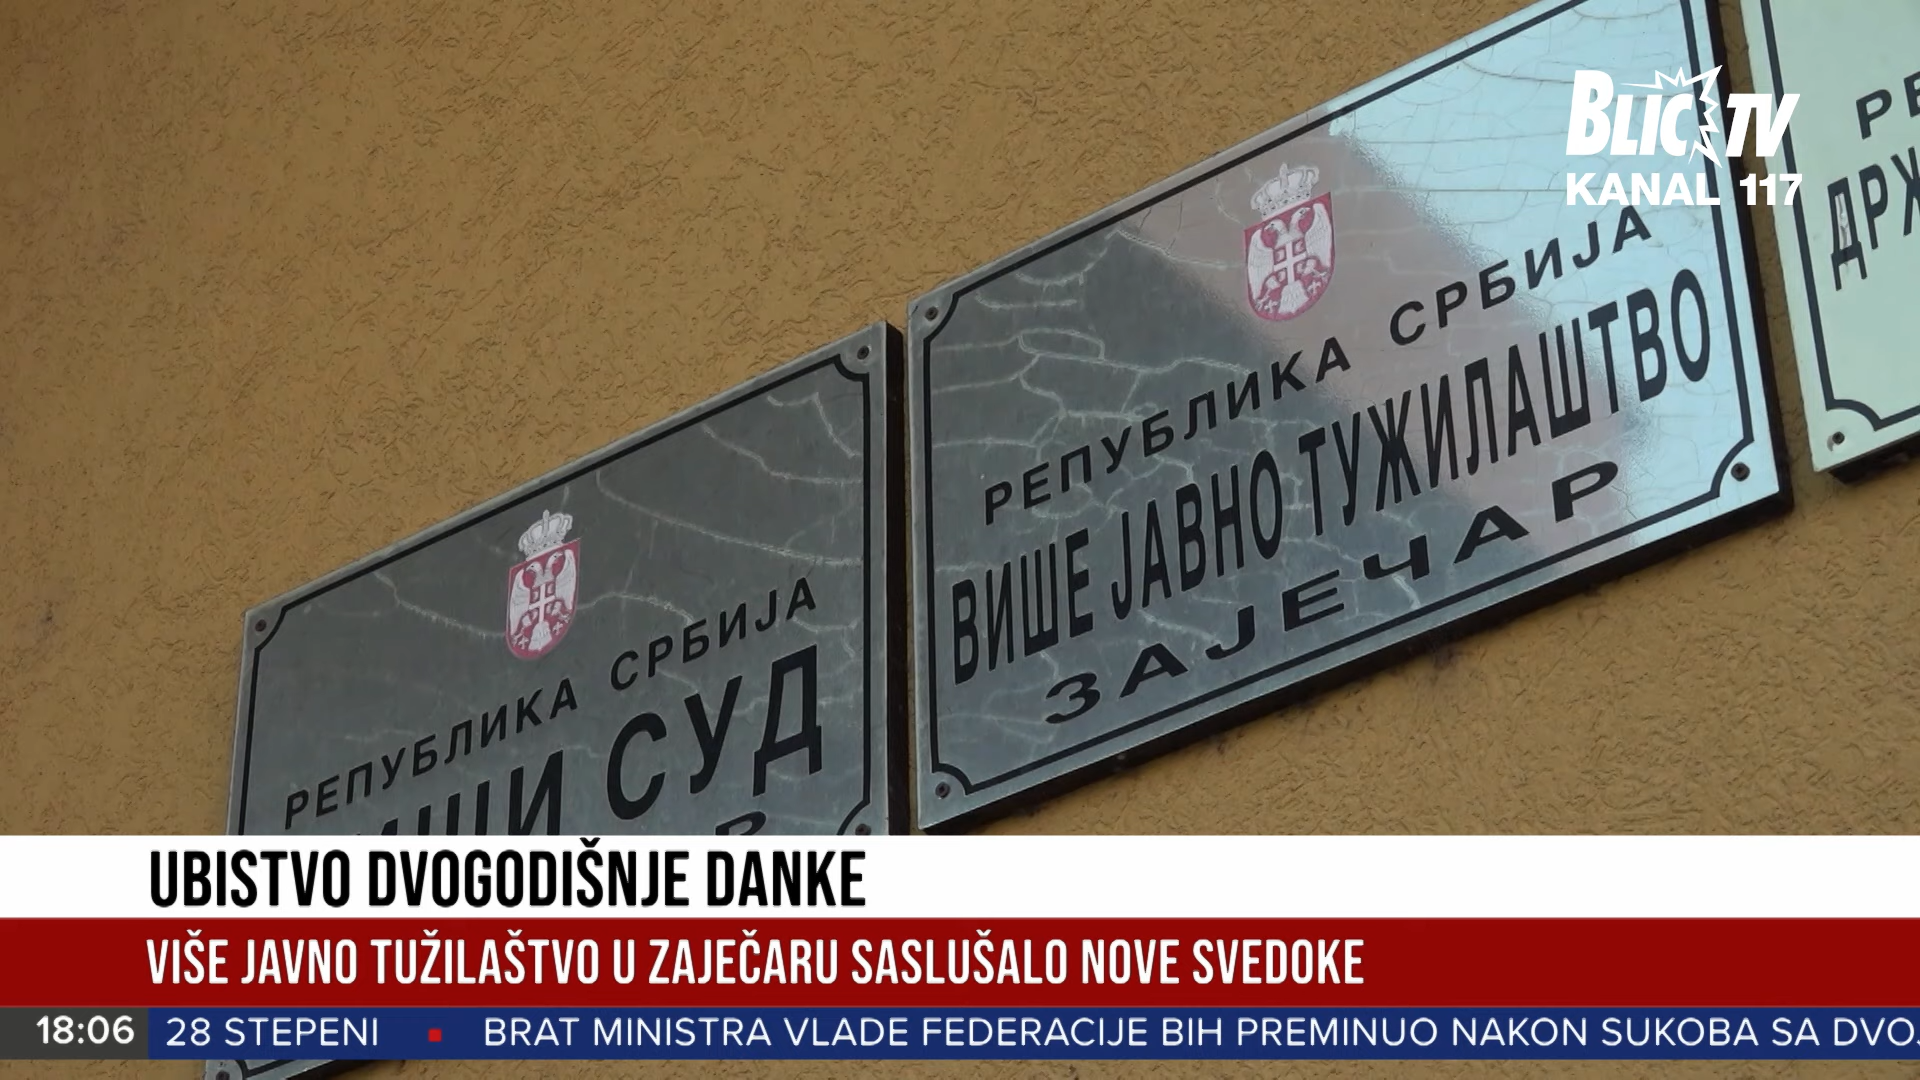 BLIC TV
KANAL 117
РЕПУБЛИКА СРБИЈА
ВИШЕ ЈАВНО ТУЖИЛАШТВО
ЗАЈЕЧАР
РЕПУБЛИКА СРБИЈА
СУД
UBISTVO DVOGODIŠNJE DANKE
VIŠE JAVNO TUŽILAŠTVO U ZAJEČARU SASLUŠALO NOVE SVEDOKE
18:06 28 STEPENI ▪ BRAT MINISTRA VLADE FEDERACIJE BIH PREMINUO NAKON SUKOBA SA